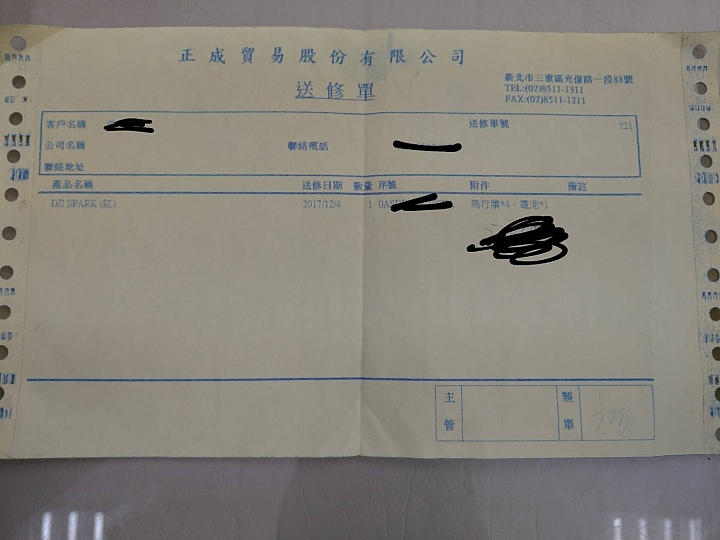 正成貿易股份有限公司
送修單
新北市三重區光復路一段88號
TEL:(02)8511-1311
FAX:(02)8511-1211
客戶名稱 送修單號 221
公司名稱 聯絡電話
聯絡地址
產品名稱 送修日期 數量 序號 附件 備註
DJI SPARK (紅) 2017/12/4 1 0AS 飛行槳*4、電池*1
主管 製單